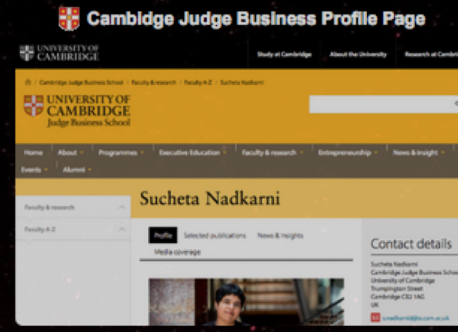 Cambidge Judge Business Profile Page
UNIVERSITY OF
CAMBRIDGE
Study at Cambridge About the University Research at Cambri
/ Cambridge Judge Business School / Faculty & research / Faculty A-Z / Sucheta Nadkarni
UNIVERSITY OF
CAMBRIDGE
Judge Business School
Home About Programmes Executive Education Faculty & research Entrepreneurship News & insight
Events Alumni
Faculty & research
Faculty A-Z
Sucheta Nadkarni
Profile Selected publications News & insights
Media coverage
Contact details
Sucheta Nadkarni
Cambridge Judge Business Schoo
University of Cambridge
Trumpington Street
Cambridge CB2 1AG
UK